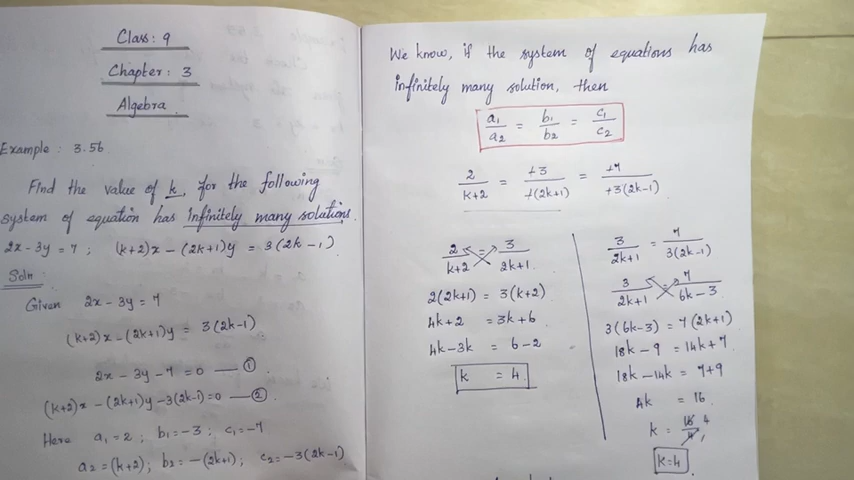 Class: 9
Chapter: 3
Algebra
Example: 3.56
Find the value of k, for the following
system of equation has infinitely many solutions.
2x - 3y = 7 ; (k+2)x - (2k+1)y = 3(2k-1)
Soln:
Given 2x - 3y = 7
(k+2)x - (2k+1)y = 3(2k-1)
2x - 3y - 7 = 0 — ①
(k+2)x - (2k+1)y - 3(2k-1) = 0 — ②
Here a₁ = 2 ; b₁ = -3 ; c₁ = -7
a₂ = (k+2) ; b₂ = -(2k+1) ; c₂ = -3(2k-1)
We know, if the system of equations has
infinitely many solution, then
a₁/a₂ = b₁/b₂ = c₁/c₂
2/(k+2) = +3/+(2k+1) = +7/+3(2k-1)
2/(k+2) = 3/(2k+1)
2(2k+1) = 3(k+2)
4k+2 = 3k+6
4k-3k = 6-2
k = 4
3/(2k+1) = 7/3(2k-1)
3/(2k+1) = 7/(6k-3)
3(6k-3) = 7(2k+1)
18k - 9 = 14k+7
18k - 14k = 7+9
4k = 16
k = 16/4 4
k=4